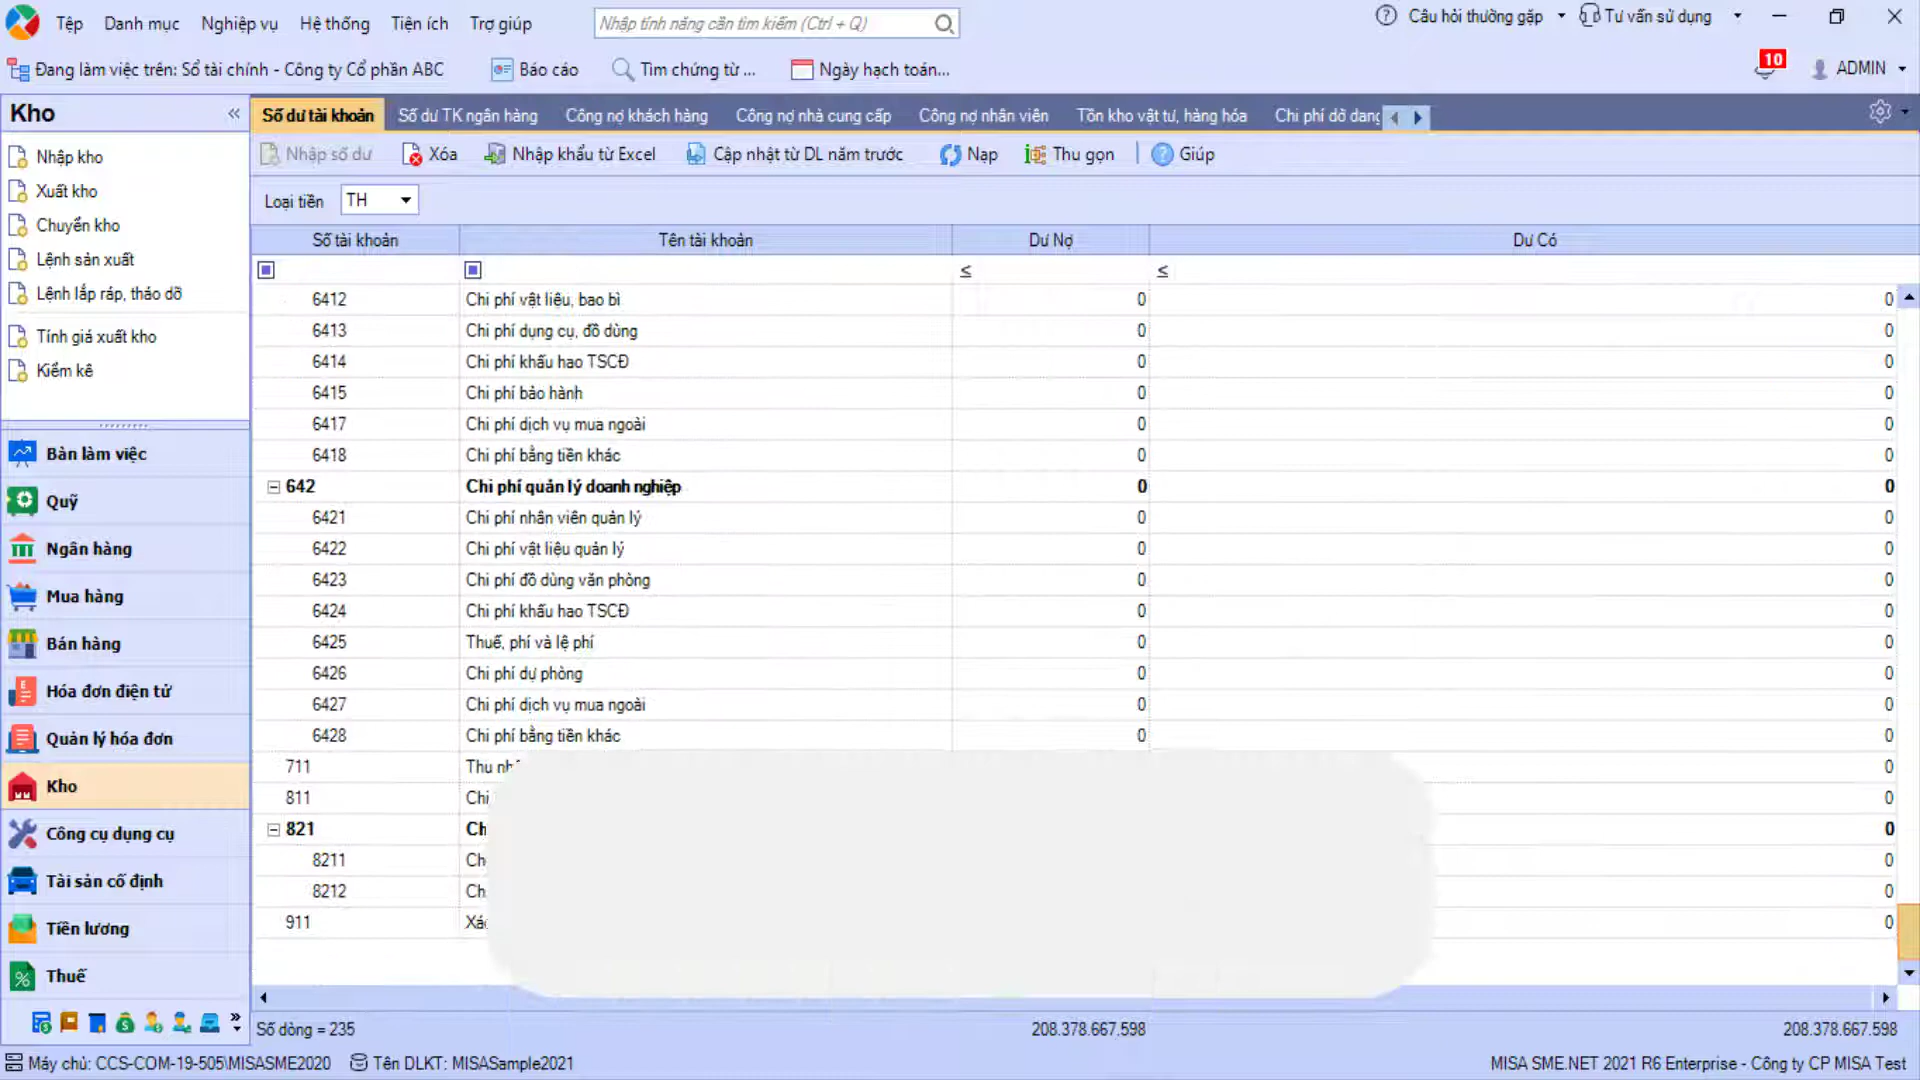 Tệp Danh mục Nghiệp vụ Hệ thống Tiện ích Trợ giúp Nhập tính năng cần tìm kiếm (Ctrl + Q) Câu hỏi thường gặp Tư vấn sử dụng
Đang làm việc trên: Sổ tài chính - Công ty Cổ phần ABC Báo cáo Tìm chứng từ ... Ngày hạch toán... 10 ADMIN
Kho «
Nhập kho
Xuất kho
Chuyển kho
Lệnh sản xuất
Lệnh lắp ráp, tháo dỡ
Tính giá xuất kho
Kiểm kê
Bàn làm việc
Quỹ
Ngân hàng
Mua hàng
Bán hàng
Hóa đơn điện tử
Quản lý hóa đơn
Kho
Công cụ dụng cụ
Tài sản cố định
Tiền lương
Thuế
Số dư tài khoản Số dư TK ngân hàng Công nợ khách hàng Công nợ nhà cung cấp Công nợ nhân viên Tồn kho vật tư, hàng hóa Chi phí dở dang
Nhập số dư Xóa Nhập khẩu từ Excel Cập nhật từ DL năm trước Nạp Thu gọn Giúp
Loại tiền TH
Số tài khoản Tên tài khoản Dư Nợ Dư Có
≤ ≤
6412 Chi phí vật liệu, bao bì 0 0
6413 Chi phí dụng cụ, đồ dùng 0 0
6414 Chi phí khấu hao TSCĐ 0 0
6415 Chi phí bảo hành 0 0
6417 Chi phí dịch vụ mua ngoài 0 0
6418 Chi phí bằng tiền khác 0 0
642 Chi phí quản lý doanh nghiệp 0 0
6421 Chi phí nhân viên quản lý 0 0
6422 Chi phí vật liệu quản lý 0 0
6423 Chi phí đồ dùng văn phòng 0 0
6424 Chi phí khấu hao TSCĐ 0 0
6425 Thuế, phí và lệ phí 0 0
6426 Chi phí dự phòng 0 0
6427 Chi phí dịch vụ mua ngoài 0 0
6428 Chi phí bằng tiền khác 0 0
711 Thu 0
811 Chi 0
821 0
8211 0
8212 0
911 0
Số dòng = 235 208.378.667.598 208.378.667.598
Máy chủ: CCS-COM-19-505\MISASME2020 Tên DLKT: MISASample2021 MISA SME.NET 2021 R6 Enterprise - Công ty CP MISA Test